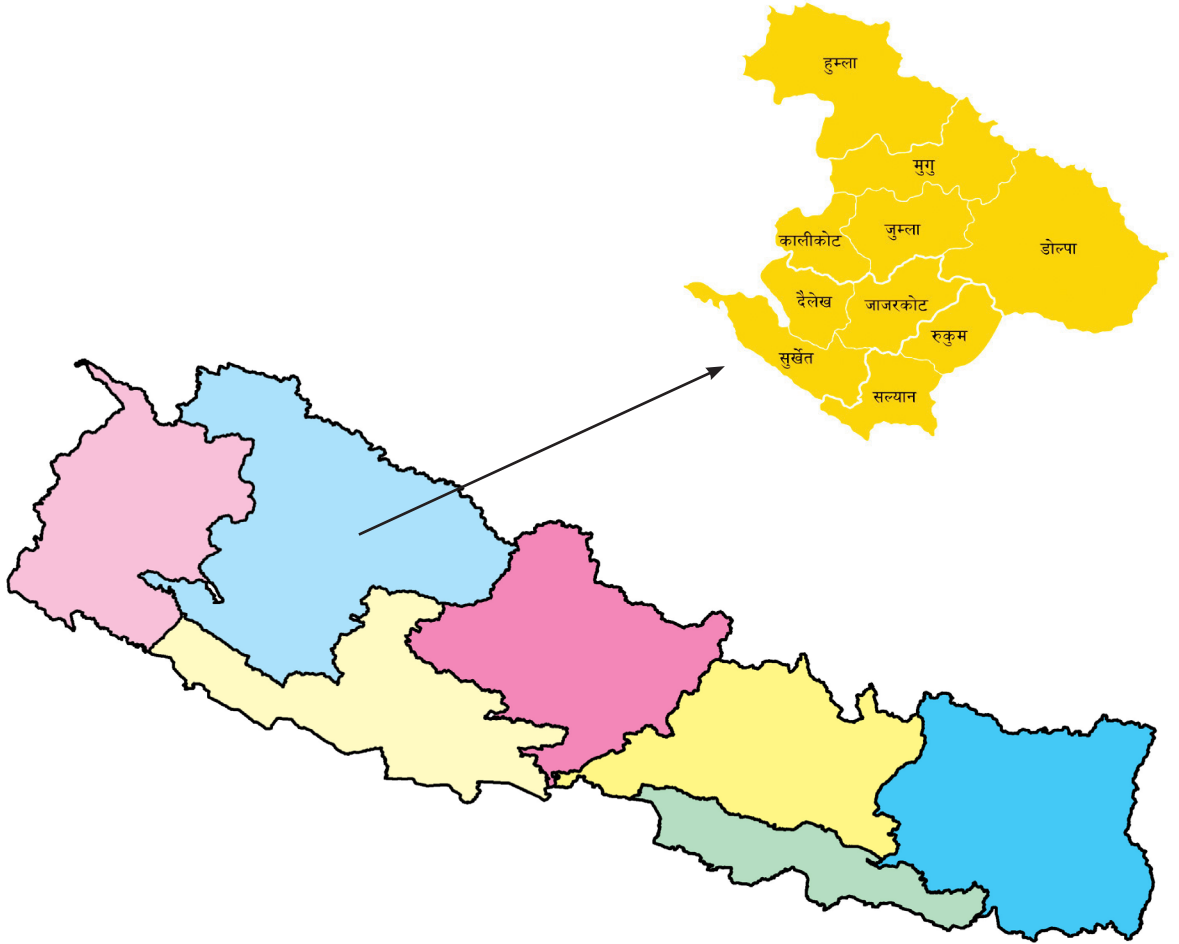 हुम्ला
मुगु
जुम्ला
कालीकोट
डोल्पा
दैलेख
जाजरकोट
रुकुम
सुर्खेत
सल्यान